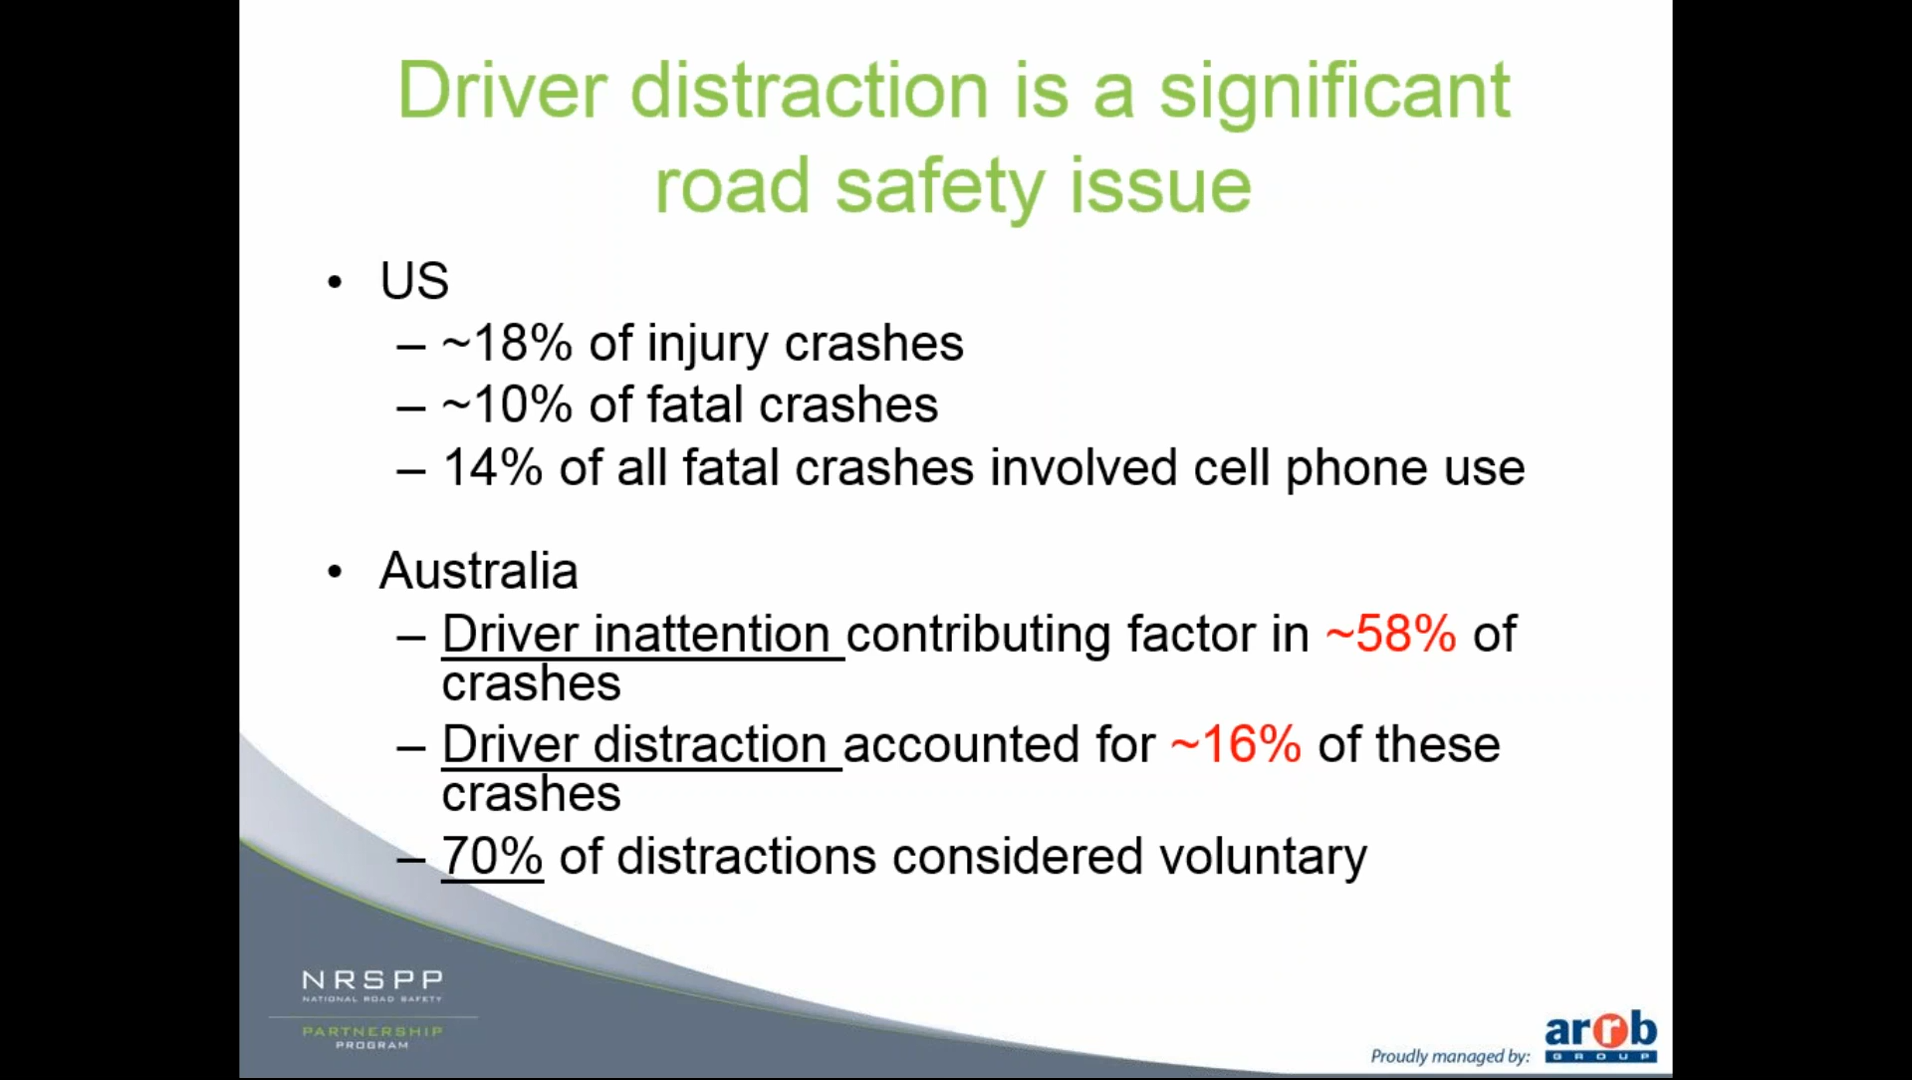 Driver distraction is a significant
road safety issue
• US
– ~18% of injury crashes
– ~10% of fatal crashes
– 14% of all fatal crashes involved cell phone use
• Australia
– Driver inattention contributing factor in ~58% of
crashes
– Driver distraction accounted for ~16% of these
crashes
– 70% of distractions considered voluntary
NRSPP
NATIONAL ROAD SAFETY
PARTNERSHIP
PROGRAM
Proudly managed by:
arrb
GROUP